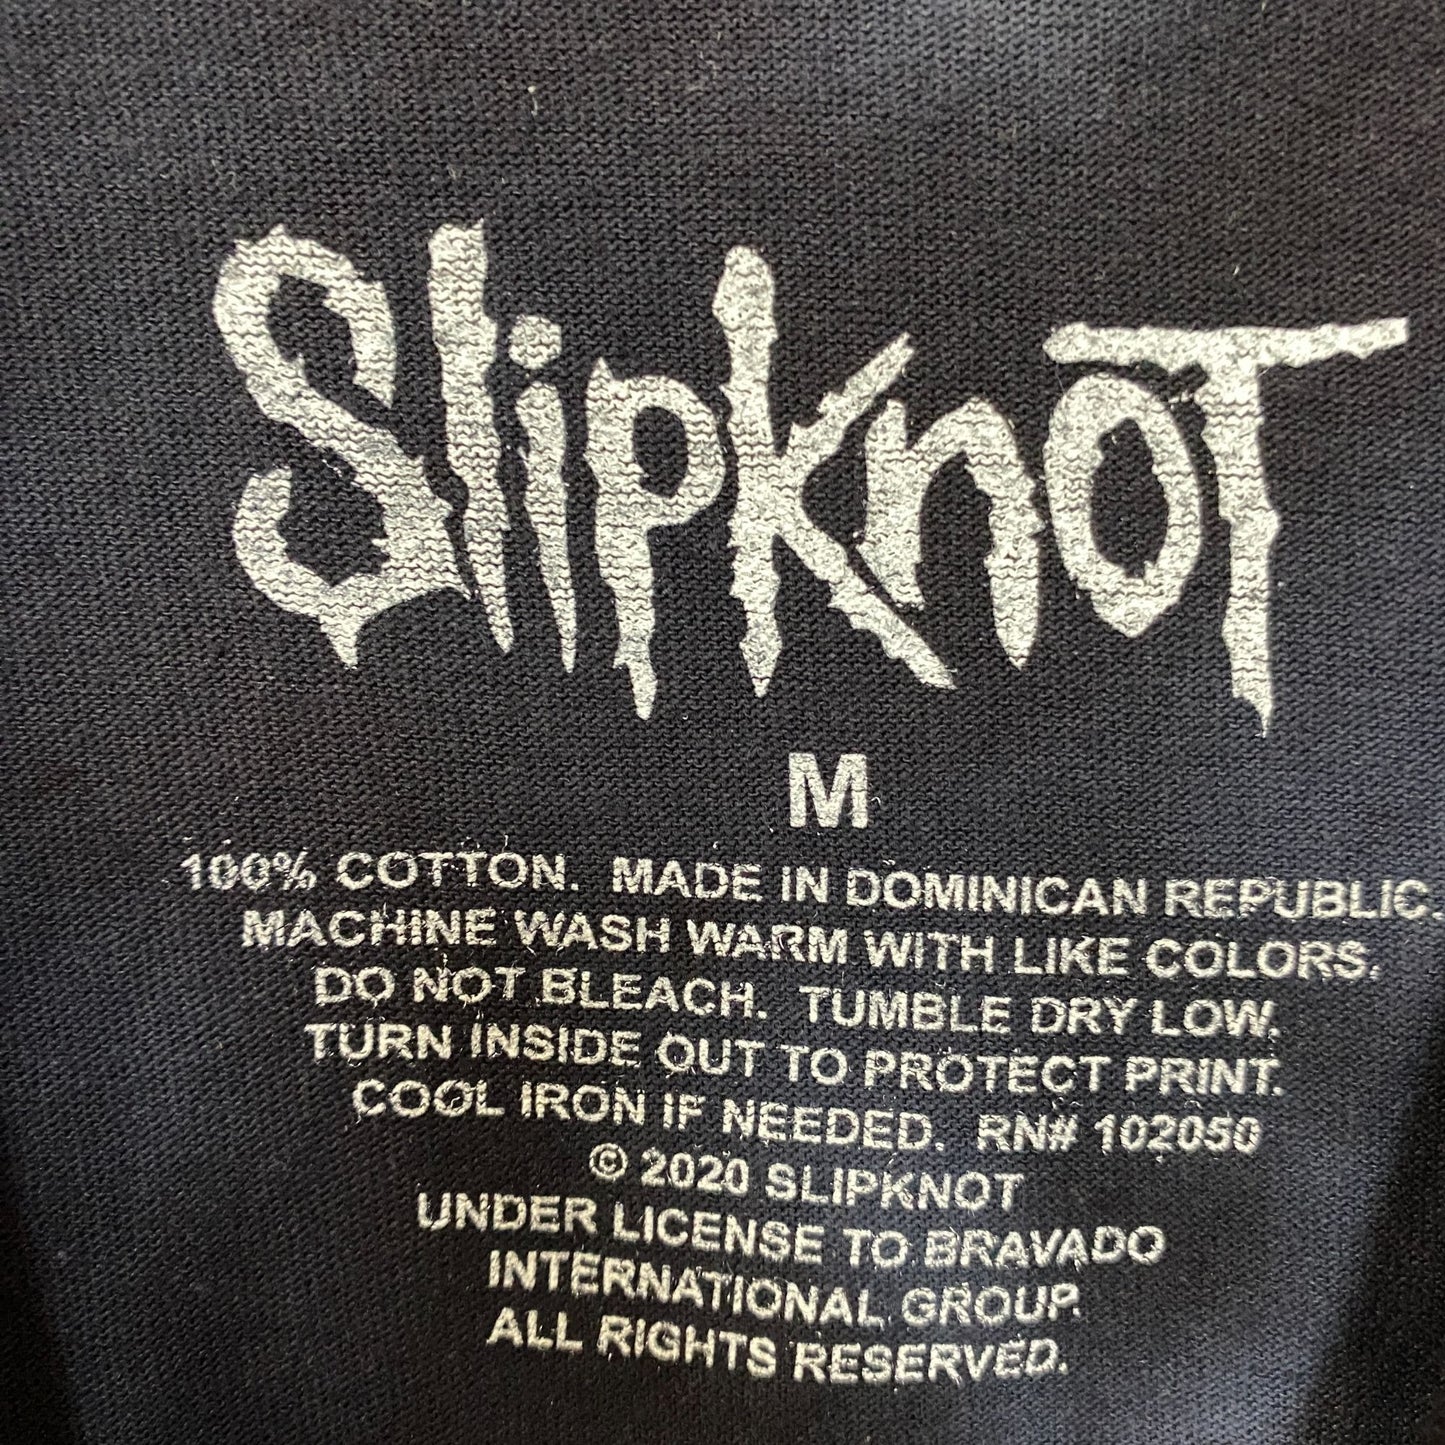 Slipknot
M
100% COTTON. MADE IN DOMINICAN REPUBLIC.
MACHINE WASH WARM WITH LIKE COLORS.
DO NOT BLEACH. TUMBLE DRY LOW.
TURN INSIDE OUT TO PROTECT PRINT.
COOL IRON IF NEEDED. RN# 102050
© 2020 SLIPKNOT
UNDER LICENSE TO BRAVADO
INTERNATIONAL GROUP.
ALL RIGHTS RESERVED.